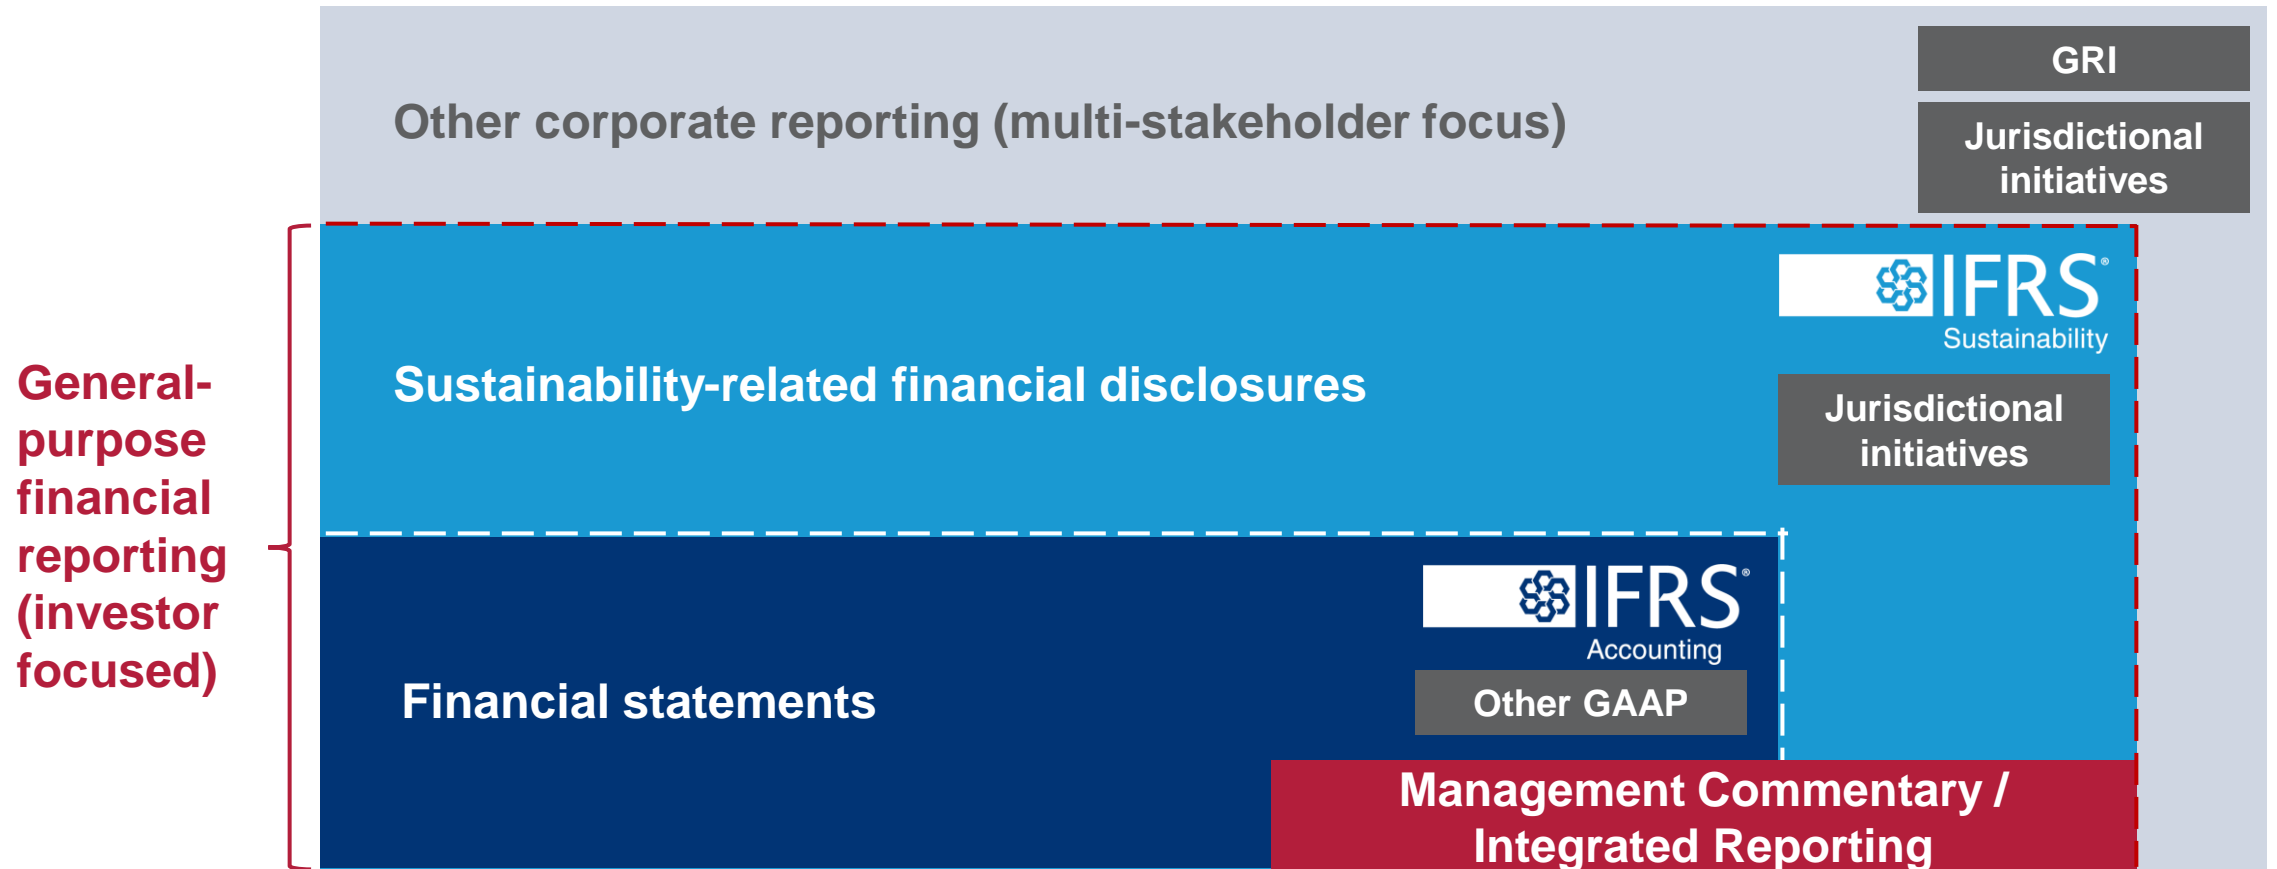 GRI
Other corporate reporting (multi-stakeholder focus)
Jurisdictional
initiatives
IFRS®
Sustainability
General-
purpose
financial
reporting
(investor
focused)
Sustainability-related financial disclosures
Jurisdictional
initiatives
IFRS®
Accounting
Financial statements
Other GAAP
Management Commentary /
Integrated Reporting